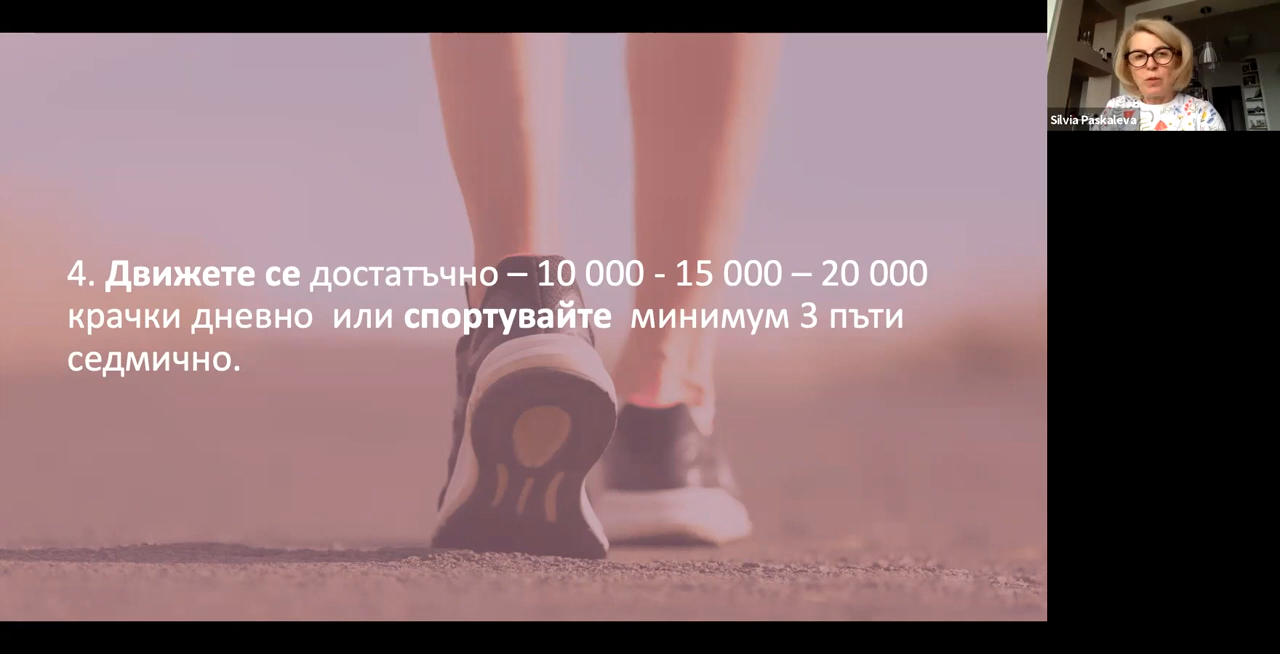 4. Движете се достатъчно – 10 000 - 15 000 – 20 000
крачки дневно или спортувайте минимум 3 пъти
седмично.
Silvia Paskaleva